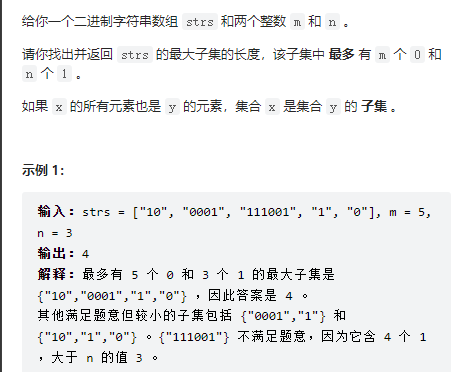 给你一个二进制字符串数组 strs 和两个整数 m 和 n 。
请你找出并返回 strs 的最大子集的长度，该子集中 最多 有 m 个 0 和
n 个 1 。
如果 x 的所有元素也是 y 的元素，集合 x 是集合 y 的 子集 。
示例 1：
输入：strs = ["10", "0001", "111001", "1", "0"], m = 5,
n = 3
输出：4
解释：最多有 5 个 0 和 3 个 1 的最大子集是
{"10","0001","1","0"} ，因此答案是 4 。
其他满足题意但较小的子集包括 {"0001","1"} 和
{"10","1","0"} 。{"111001"} 不满足题意，因为它含 4 个 1
，大于 n 的值 3 。